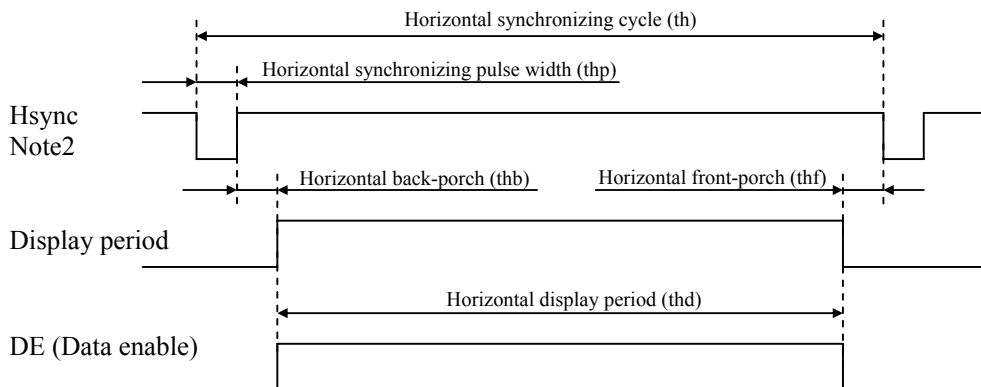 Horizontal synchronizing cycle (th)
Horizontal synchronizing pulse width (thp)
Hsync
Note2
Horizontal back-porch (thb)
Horizontal front-porch (thf)
Display period
Horizontal display period (thd)
DE (Data enable)